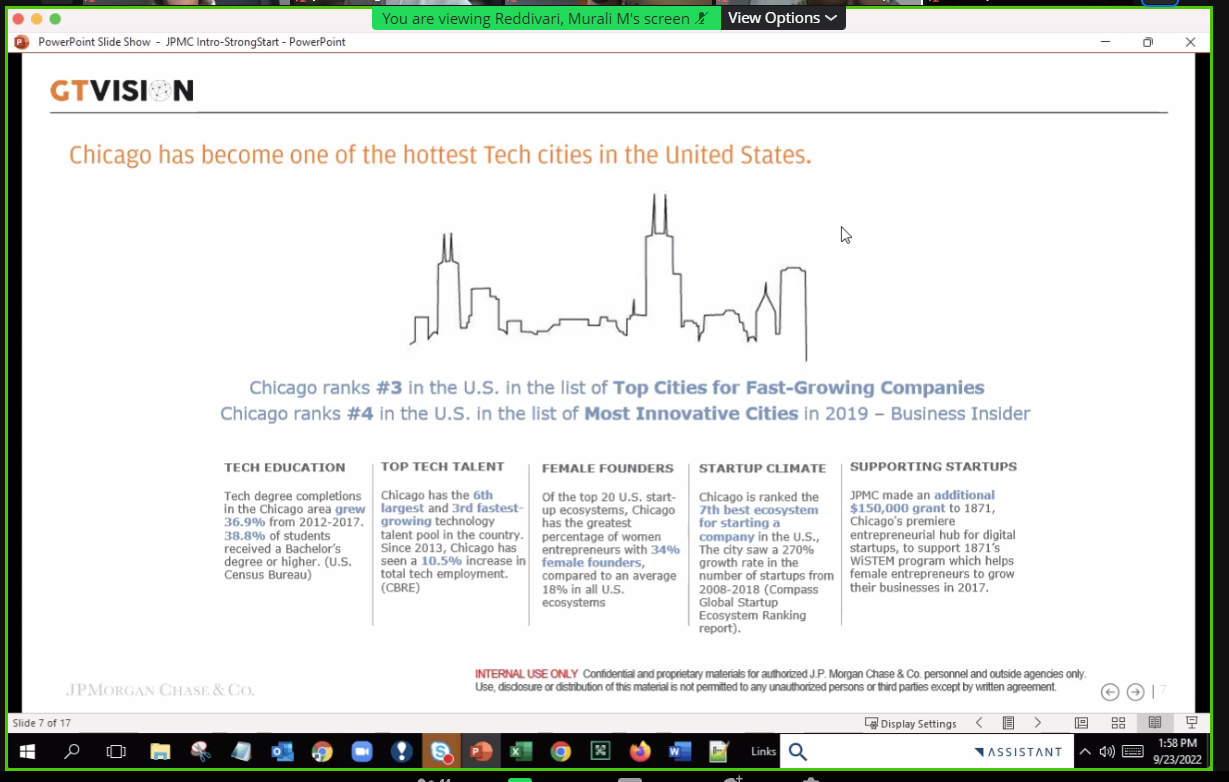 You are viewing Reddivari, Murali M's screen
View Options
PowerPoint Slide Show - JPMC Intro-StrongStart - PowerPoint
GTVISION
Chicago has become one of the hottest Tech cities in the United States.
Chicago ranks #3 in the U.S. in the list of Top Cities for Fast-Growing Companies
Chicago ranks #4 in the U.S. in the list of Most Innovative Cities in 2019 – Business Insider
TECH EDUCATION
Tech degree completions
in the Chicago area grew
36.9% from 2012-2017.
38.8% of students
received a Bachelor's
degree or higher. (U.S.
Census Bureau)
TOP TECH TALENT
Chicago has the 6th
largest and 3rd fastest-
growing technology
talent pool in the country.
Since 2013, Chicago has
seen a 10.5% increase in
total tech employment.
(CBRE)
FEMALE FOUNDERS
Of the top 20 U.S. start-
up ecosystems, Chicago
has the greatest
percentage of women
entrepreneurs with 34%
female founders,
compared to an average
18% in all U.S.
ecosystems
STARTUP CLIMATE
Chicago is ranked the
7th best ecosystem
for starting a
company in the U.S.,
The city saw a 270%
growth rate in the
number of startups from
2008-2018 (Compass
Global Startup
Ecosystem Ranking
report).
SUPPORTING STARTUPS
JPMC made an additional
$150,000 grant to 1871,
Chicago's premiere
entrepreneurial hub for digital
startups, to support 1871's
WiSTEM program which helps
female entrepreneurs to grow
their businesses in 2017.
INTERNAL USE ONLY Confidential and proprietary materials for authorized J.P. Morgan Chase & Co. personnel and outside agencies only.
Use, disclosure or distribution of this material is not permitted to any unauthorized persons or third parties except by written agreement.
JPMORGAN CHASE & CO.
7
Slide 7 of 17
Display Settings
Links
ASSISTANT
1:58 PM
9/23/2022